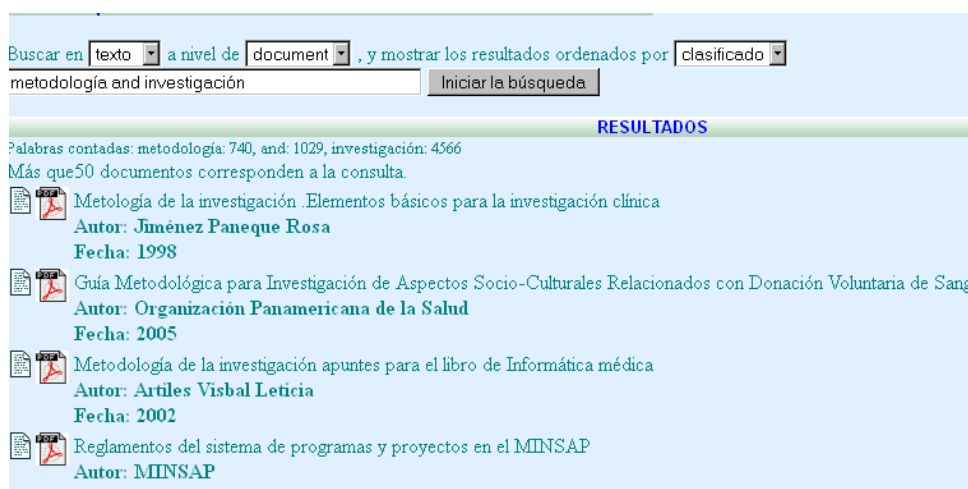 Buscar en texto a nivel de document , y mostrar los resultados ordenados por clasificado
metodología and investigación Iniciar la búsqueda
RESULTADOS
Palabras contadas: metodología: 740, and: 1029, investigación: 4566
Más que50 documentos corresponden a la consulta.
Metología de la investigación .Elementos básicos para la investigación clínica
Autor: Jiménez Paneque Rosa
Fecha: 1998
Guía Metodológica para Investigación de Aspectos Socio-Culturales Relacionados con Donación Voluntaria de Sang
Autor: Organización Panamericana de la Salud
Fecha: 2005
Metodología de la investigación apuntes para el libro de Informática médica
Autor: Artiles Visbal Leticia
Fecha: 2002
Reglamentos del sistema de programas y proyectos en el MINSAP
Autor: MINSAP